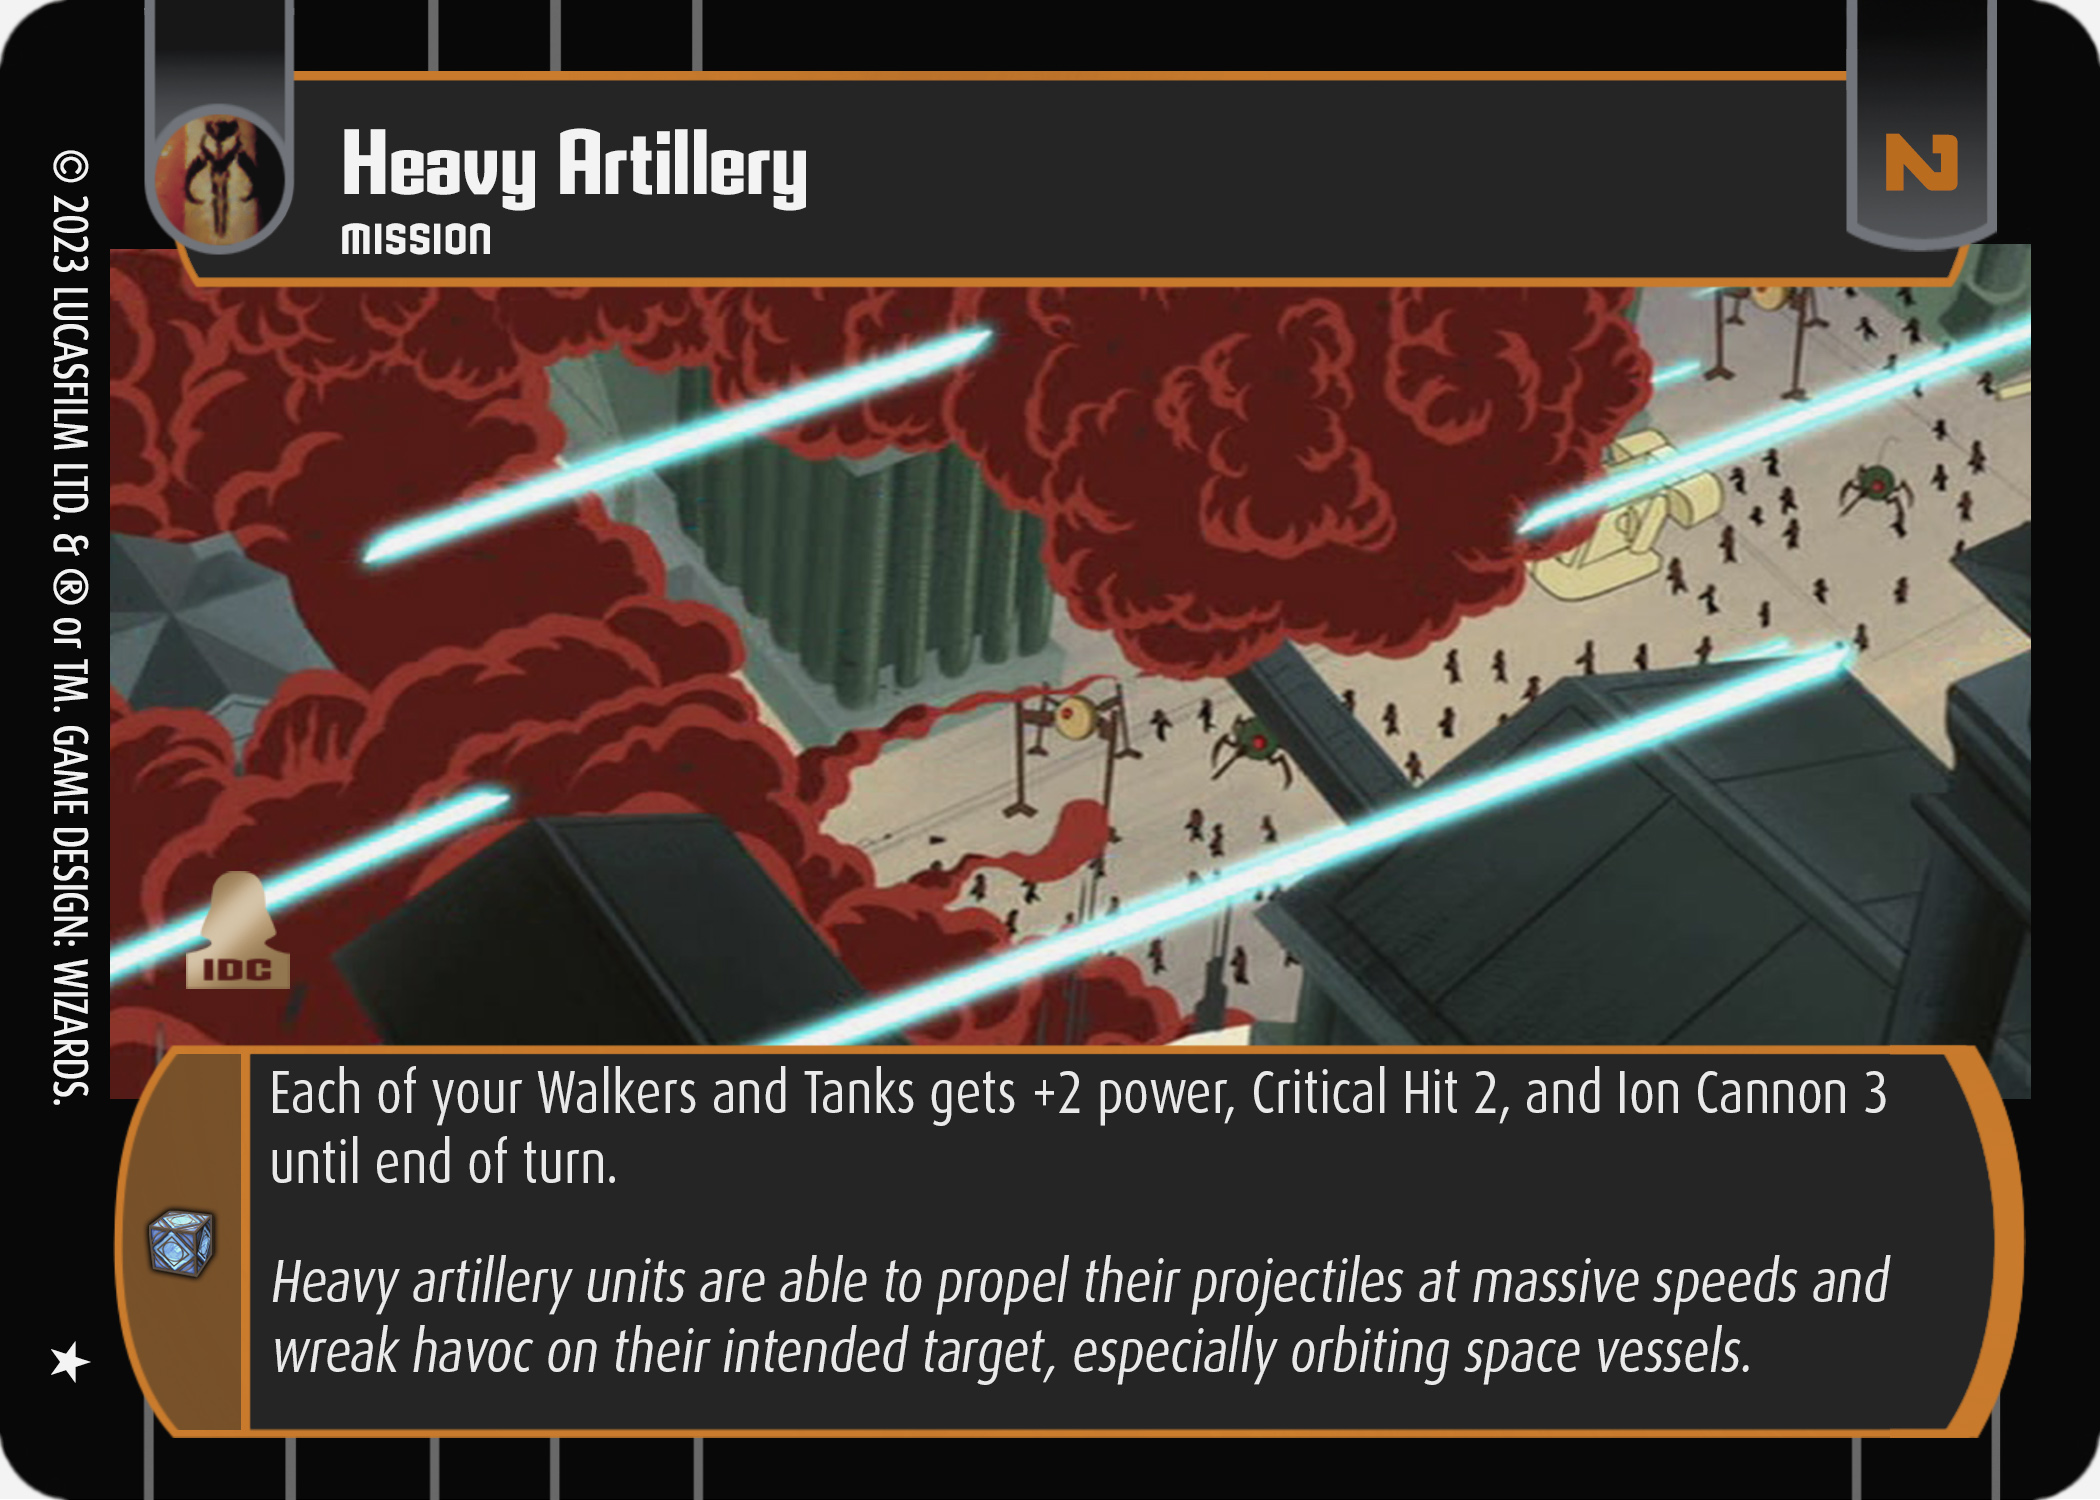 Heavy Artillery
MISSION
2
IDC
Each of your Walkers and Tanks gets +2 power, Critical Hit 2, and Ion Cannon 3
until end of turn.
Heavy artillery units are able to propel their projectiles at massive speeds and
wreak havoc on their intended target, especially orbiting space vessels.
© 2023 LUCASFILM LTD. & ® or TM. GAME DESIGN: WIZARDS.